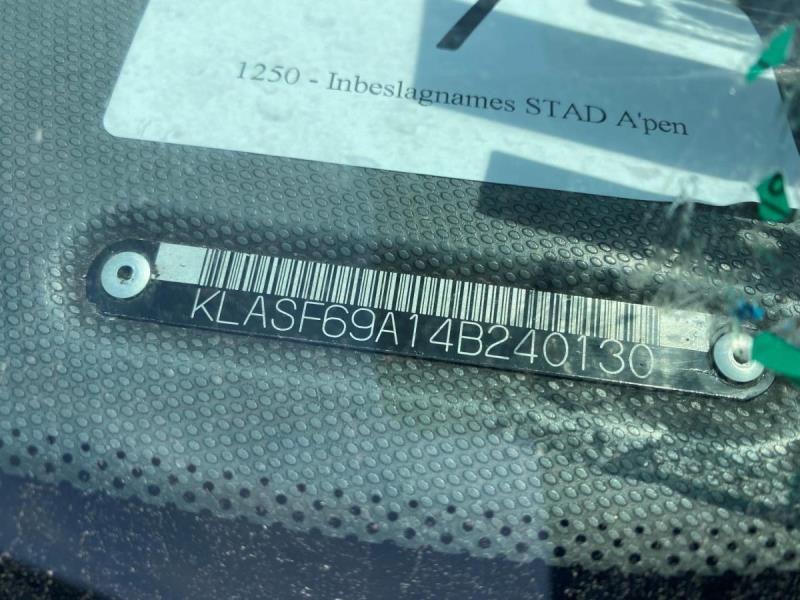 1250 - Inbeslagnames STAD A'pen
KLASF69A14B240130